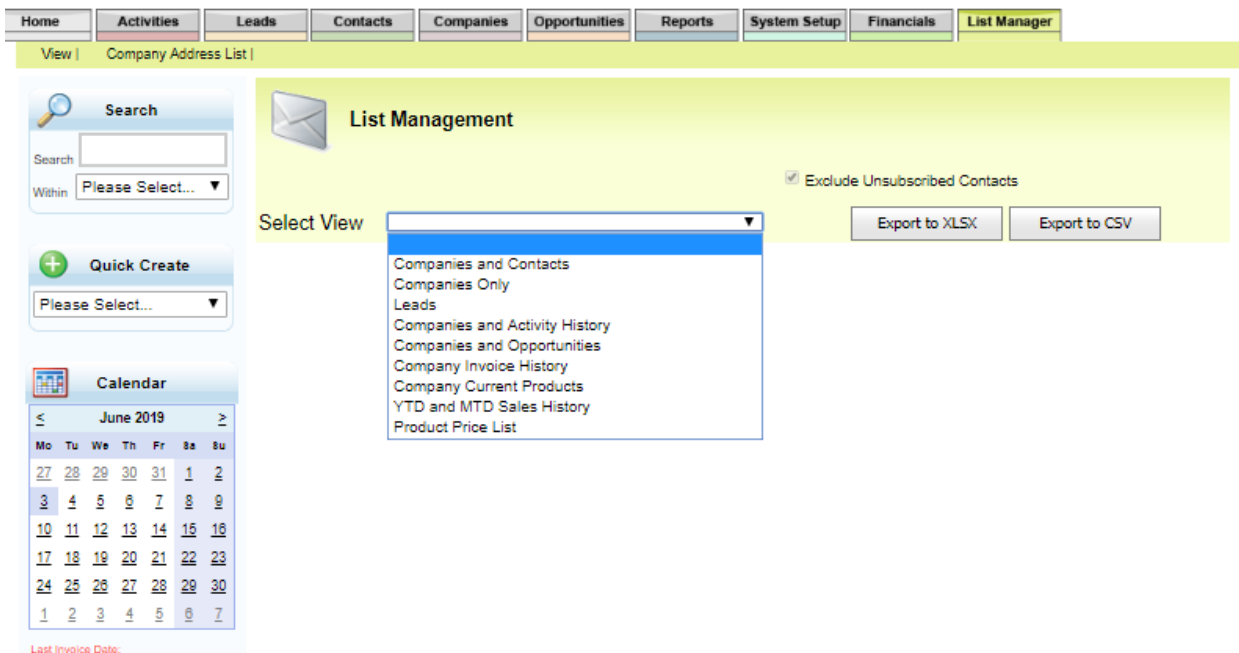 Home Activities Leads Contacts Companies Opportunities Reports System Setup Financials List Manager
View | Company Address List |
Search
Search
Within Please Select... ▼
Quick Create
Please Select... ▼
Calendar
< June 2019 >
Mo Tu We Th Fr Sa Su
27 28 29 30 31 1 2
3 4 5 6 7 8 9
10 11 12 13 14 15 16
17 18 19 20 21 22 23
24 25 26 27 28 29 30
1 2 3 4 5 6 7
Last Invoice Date:
List Management
Exclude Unsubscribed Contacts
Select View ▼ Export to XLSX Export to CSV
Companies and Contacts
Companies Only
Leads
Companies and Activity History
Companies and Opportunities
Company Invoice History
Company Current Products
YTD and MTD Sales History
Product Price List